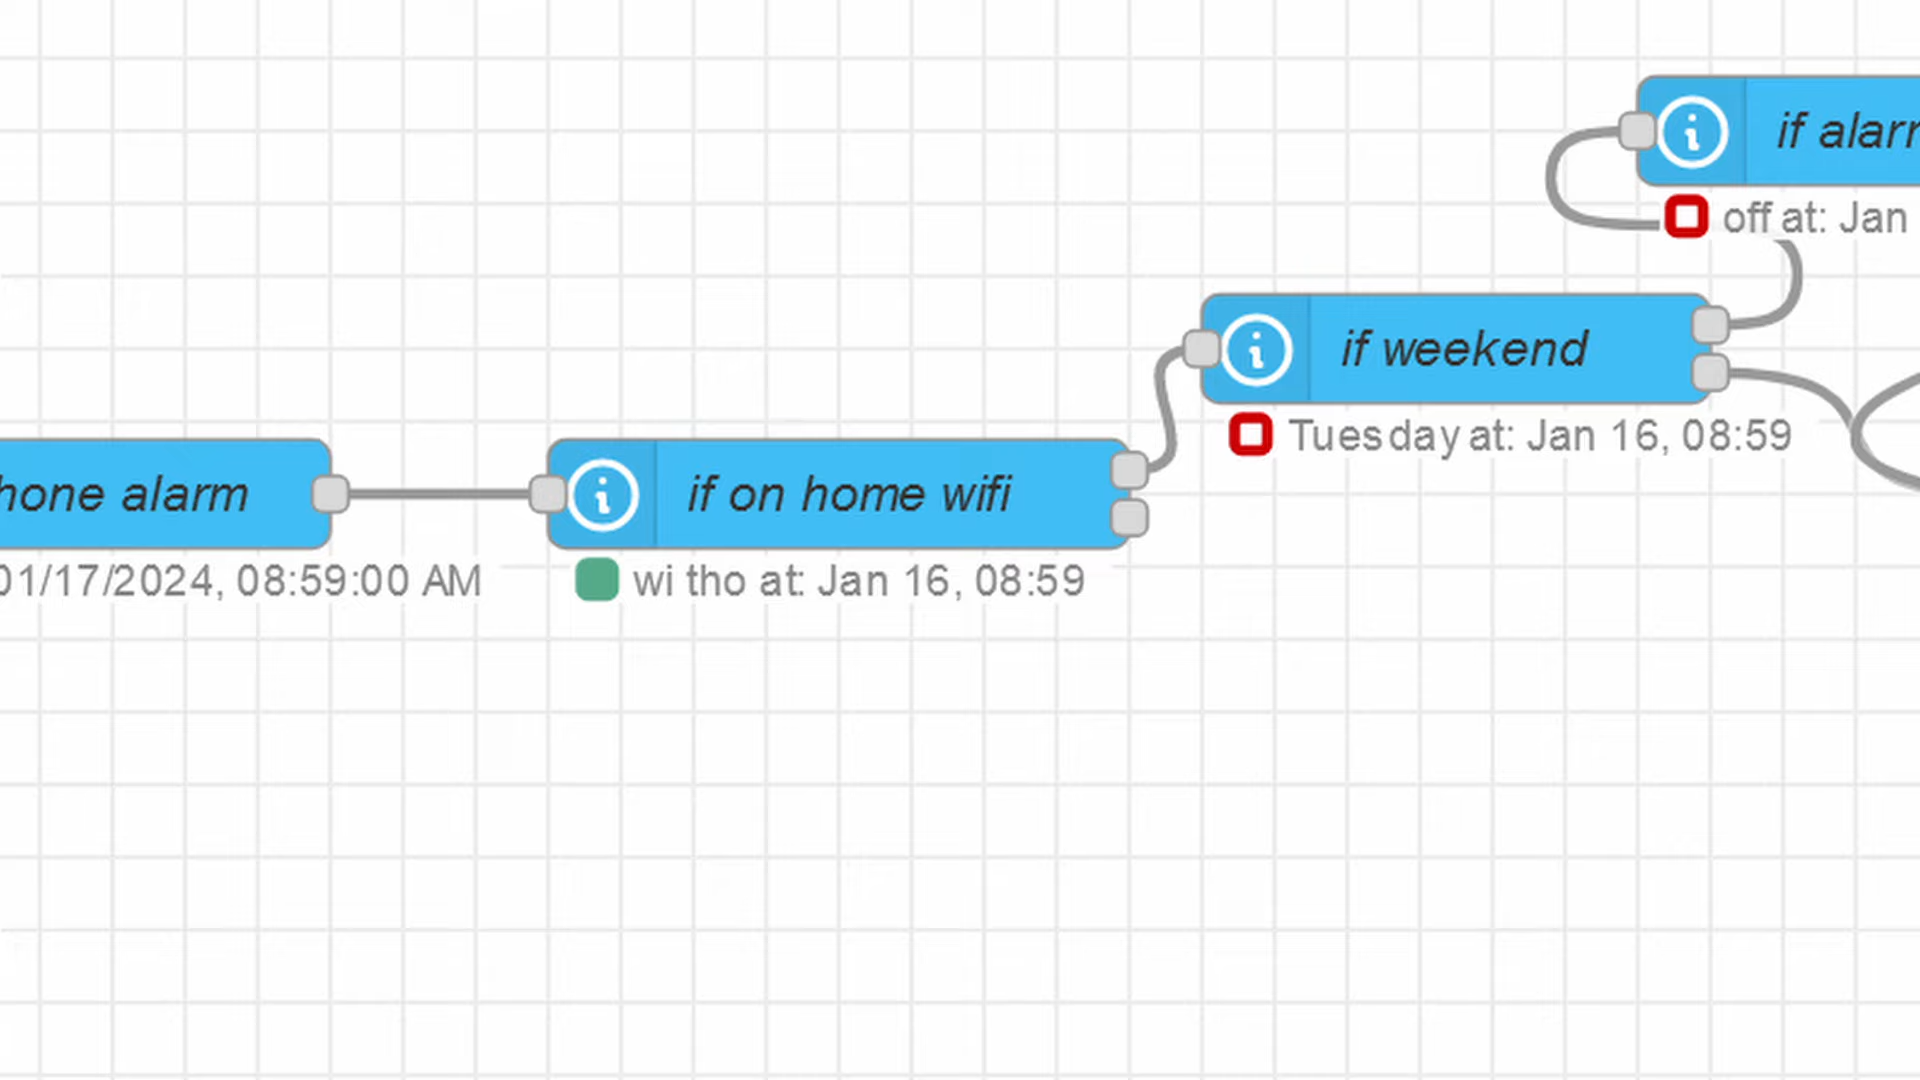 if alarr
off at: Jan
if weekend
Tuesday at: Jan 16, 08:59
hone alarm
if on home wifi
01/17/2024, 08:59:00 AM
wi tho at: Jan 16, 08:59